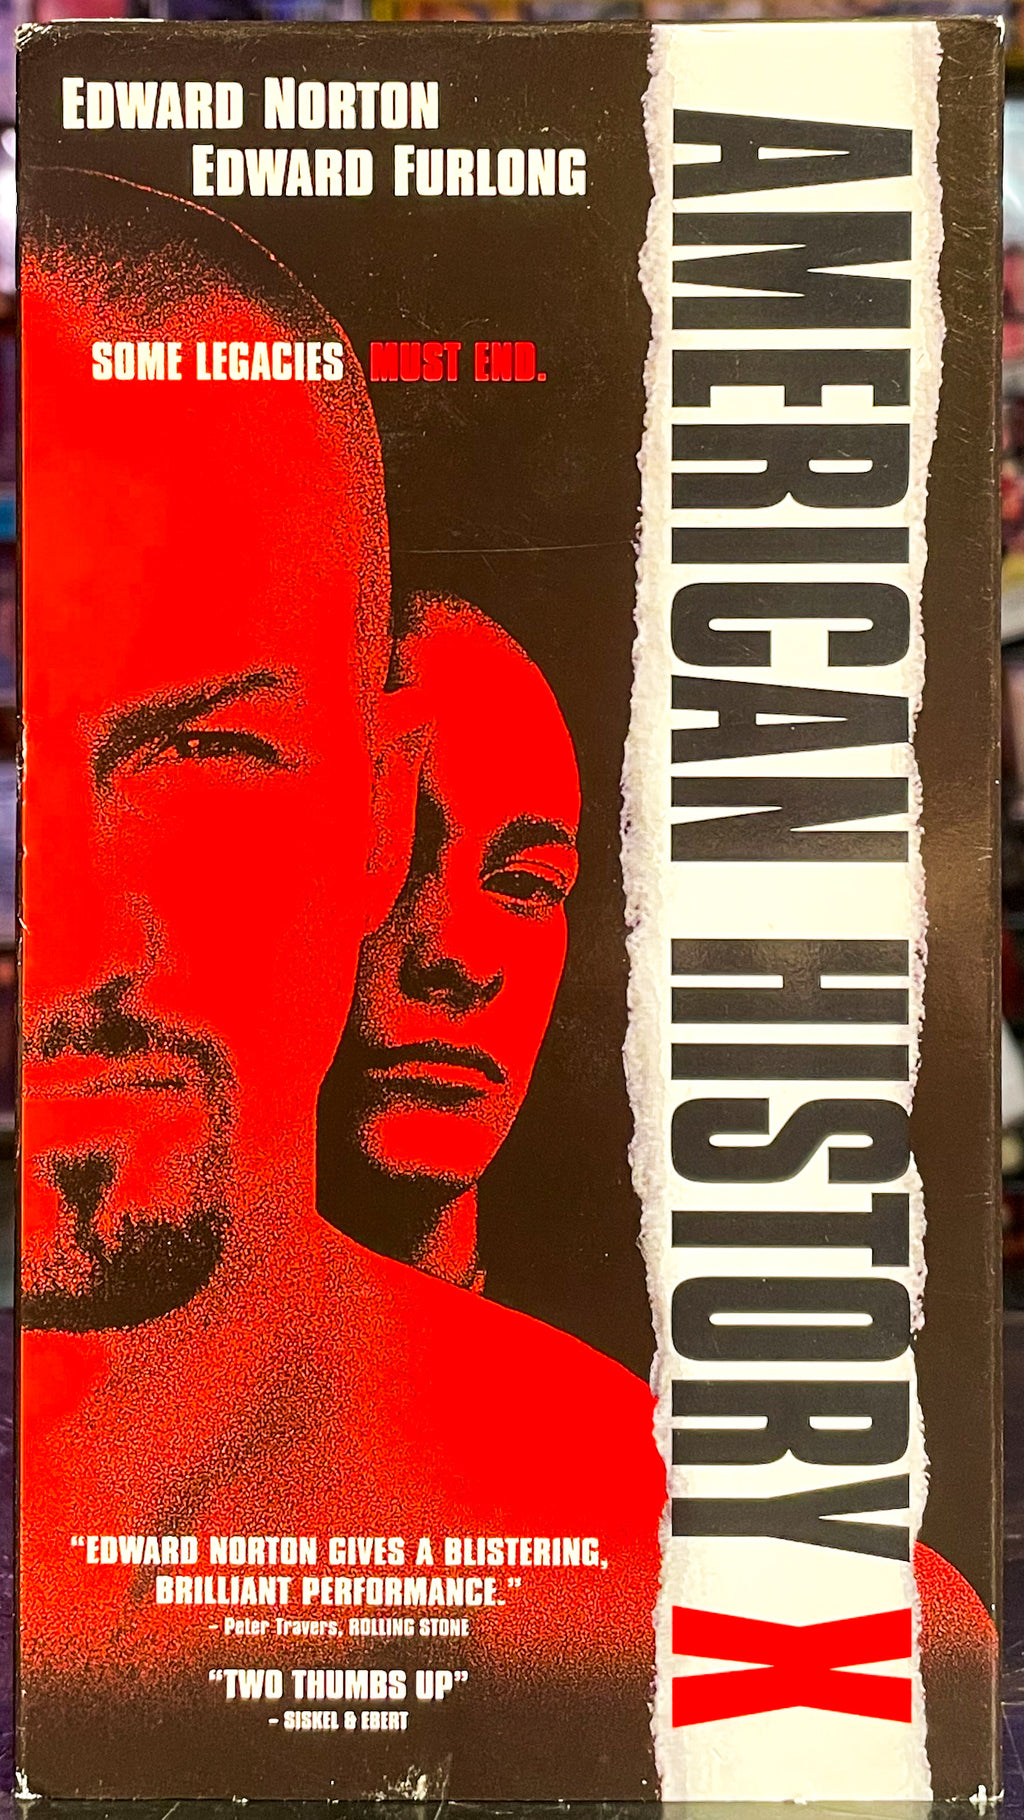 EDWARD NORTON
EDWARD FURLONG
SOME LEGACIES MUST END.
AMERICAN HISTORY X
"EDWARD NORTON GIVES A BLISTERING,
BRILLIANT PERFORMANCE."
– Peter Travers, ROLLING STONE
"TWO THUMBS UP"
– SISKEL & EBERT